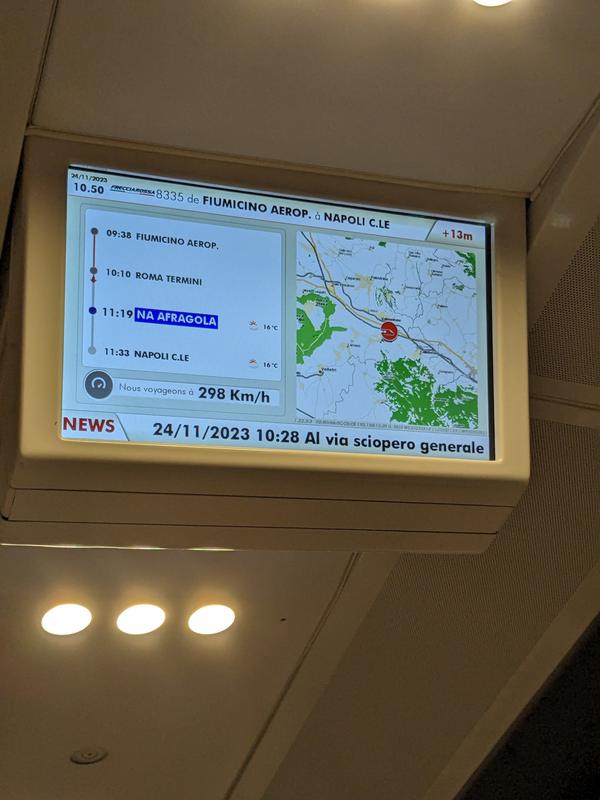 24/11/2023
10.50 FRECCIAROSSA 8335 de FIUMICINO AEROP. à NAPOLI C.LE +13m
09:38 FIUMICINO AEROP.
10:10 ROMA TERMINI
11:19 NA AFRAGOLA 16°C
11:33 NAPOLI C.LE 16°C
Nous voyageons à 298 Km/h
NEWS 24/11/2023 10:28 Al via sciopero generale